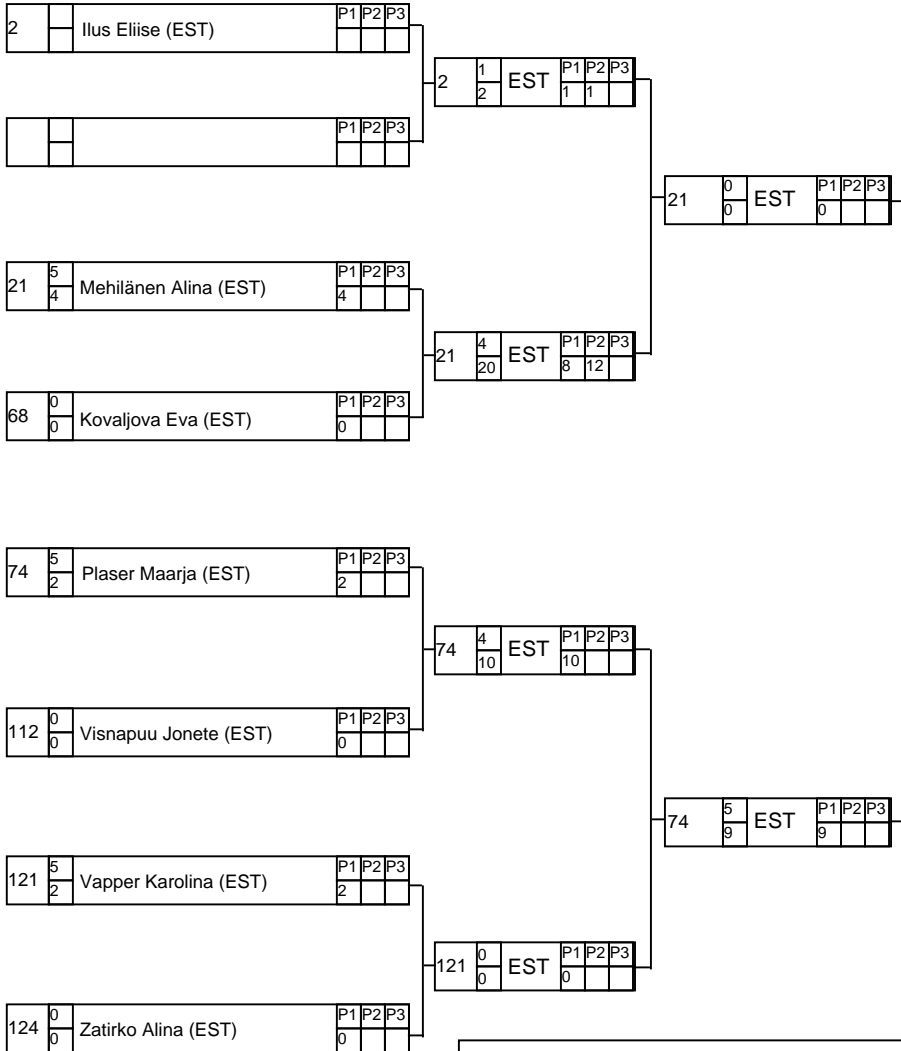 2 Ilus Eliise (EST) P1 P2 P3
2 1 2 EST P1 P2 P3 1 1
P1 P2 P3
21 0 0 EST P1 P2 P3 0
21 5 4 Mehilänen Alina (EST) P1 P2 P3 4
21 4 20 EST P1 P2 P3 8 12
68 0 0 Kovaljova Eva (EST) P1 P2 P3 0
74 5 2 Plaser Maarja (EST) P1 P2 P3 2
74 4 10 EST P1 P2 P3 10
112 0 0 Visnapuu Jonete (EST) P1 P2 P3 0
74 5 9 EST P1 P2 P3 9
121 5 2 Vapper Karolina (EST) P1 P2 P3 2
121 0 0 EST P1 P2 P3 0
124 0 0 Zatirko Alina (EST) P1 P2 P3 0